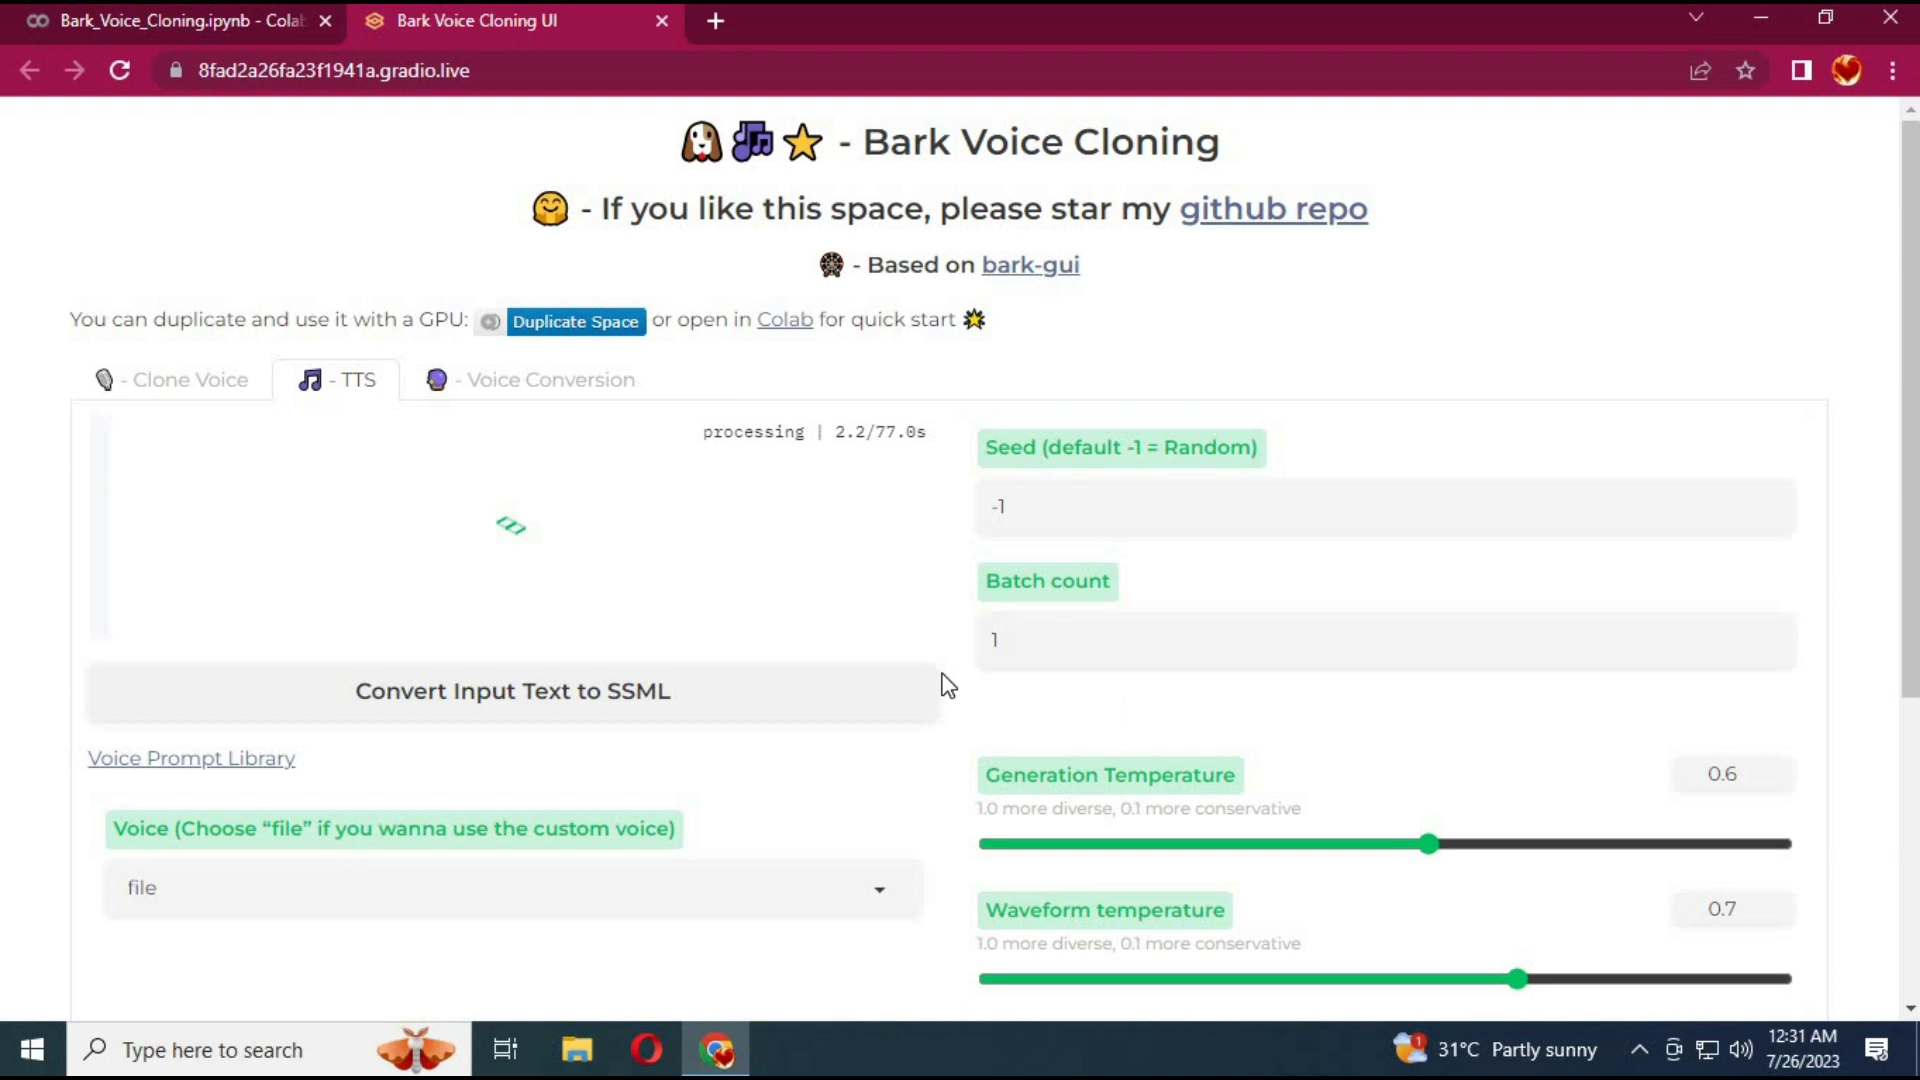 Bark_Voice_Cloning.ipynb - Colab
Bark Voice Cloning UI
8fad2a26fa23f1941a.gradio.live
- Bark Voice Cloning
- If you like this space, please star my github repo
- Based on bark-gui
You can duplicate and use it with a GPU: Duplicate Space or open in Colab for quick start
- Clone Voice
- TTS
- Voice Conversion
processing | 2.2/77.0s
Convert Input Text to SSML
Voice Prompt Library
Voice (Choose “file” if you wanna use the custom voice)
file
Seed (default -1 = Random)
-1
Batch count
1
Generation Temperature
0.6
1.0 more diverse, 0.1 more conservative
Waveform temperature
0.7
1.0 more diverse, 0.1 more conservative
Type here to search
1
31°C Partly sunny
12:31 AM
7/26/2023